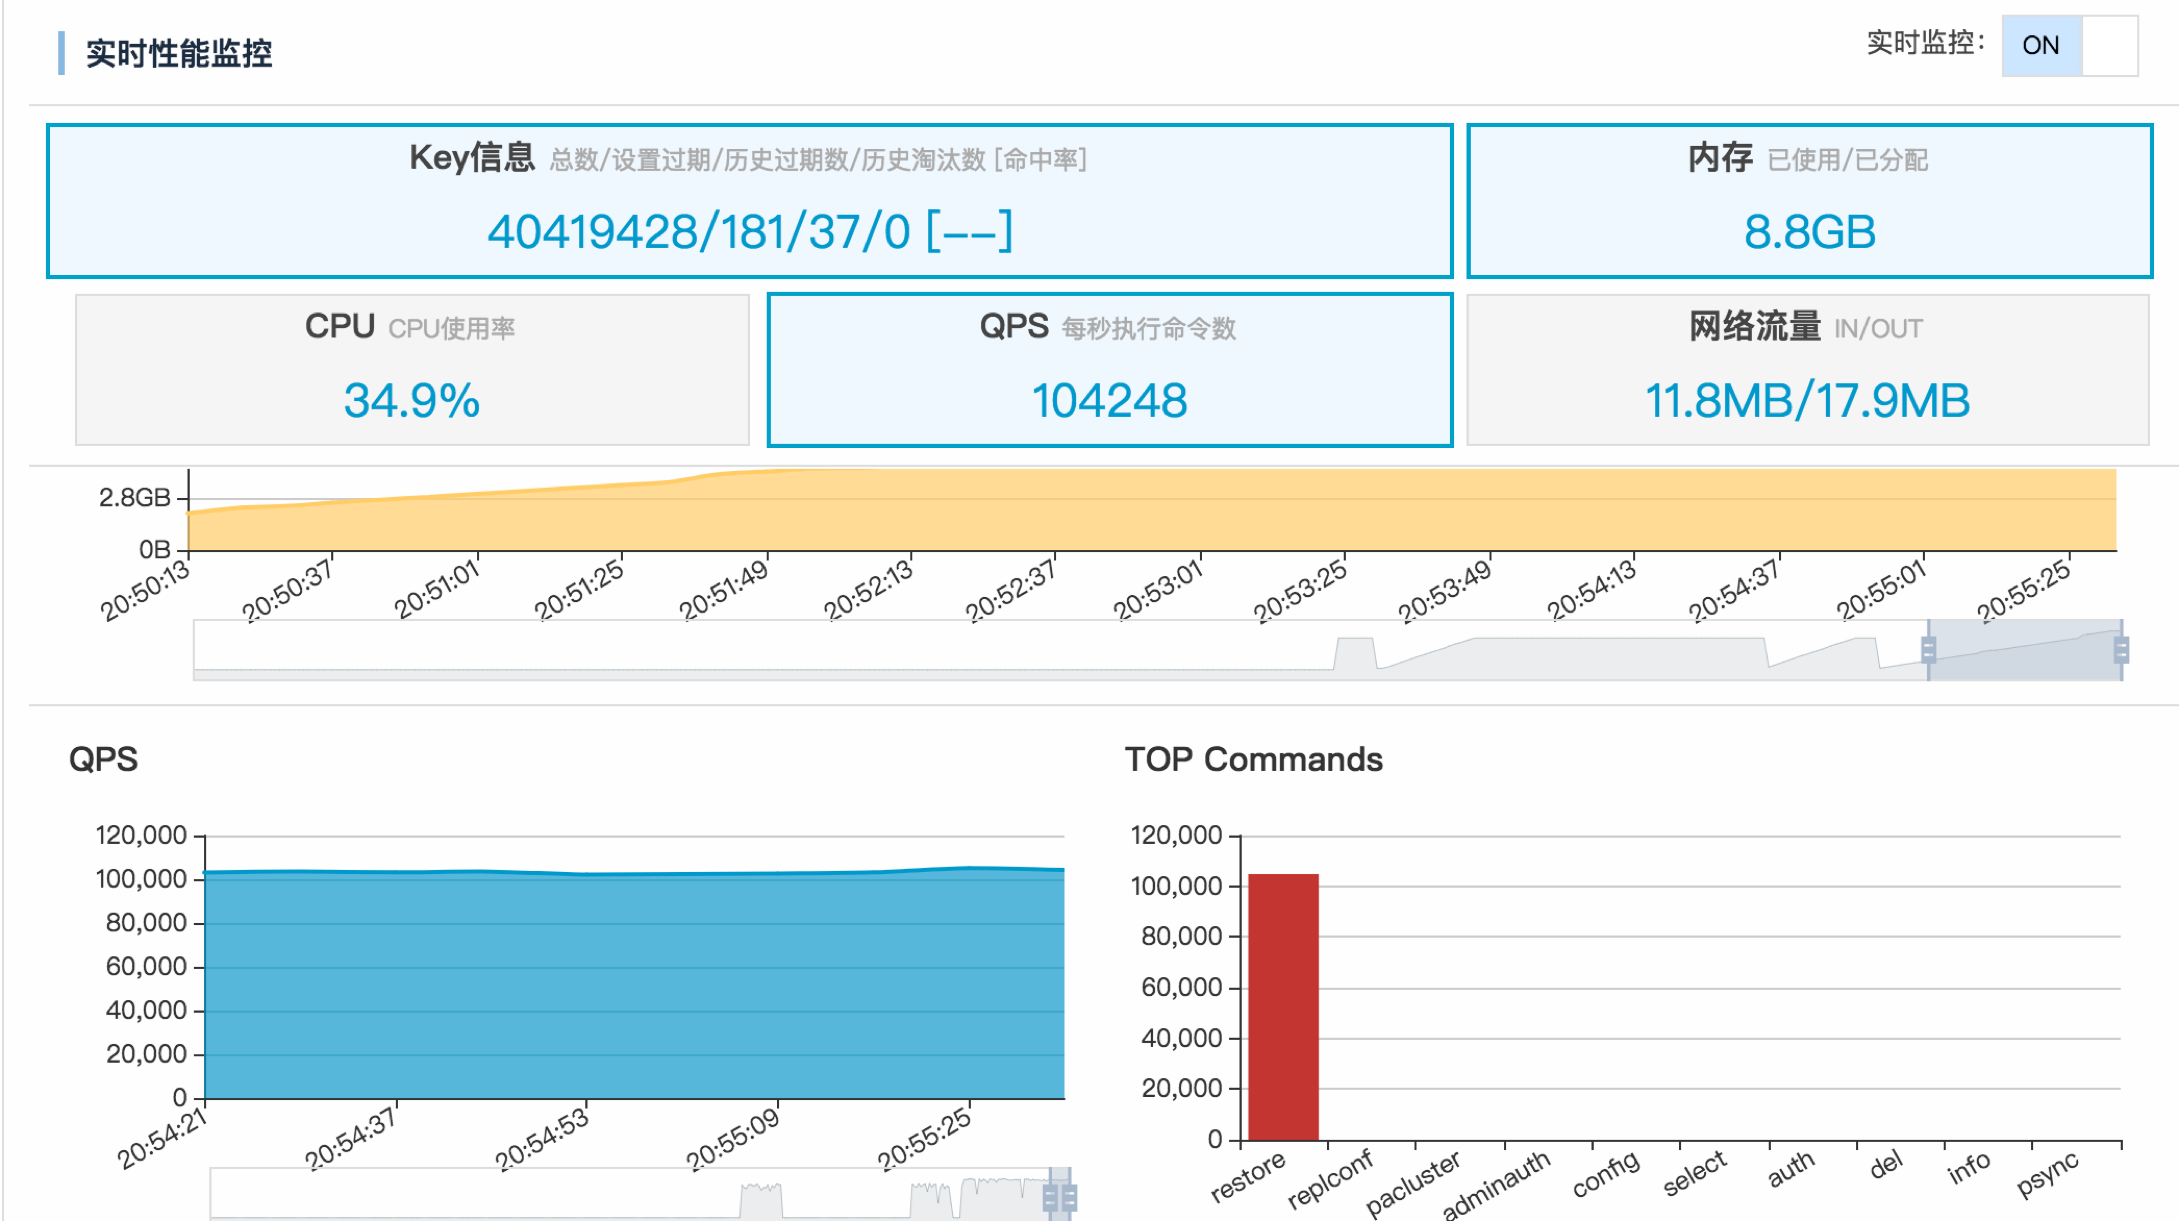 实时性能监控
实时监控: ON
Key信息 总数/设置过期/历史过期数/历史淘汰数 [命中率]
40419428/181/37/0 [--]
内存 已使用/已分配
8.8GB
CPU CPU使用率
34.9%
QPS 每秒执行命令数
104248
网络流量 IN/OUT
11.8MB/17.9MB
2.8GB
0B
20:50:13 20:50:37 20:51:01 20:51:25 20:51:49 20:52:13 20:52:37 20:53:01 20:53:25 20:53:49 20:54:13 20:54:37 20:55:01 20:55:25
QPS
120,000
100,000
80,000
60,000
40,000
20,000
0
20:54:21 20:54:37 20:54:53 20:55:09 20:55:25
TOP Commands
120,000
100,000
80,000
60,000
40,000
20,000
0
restore replconf pacluster adminauth config select auth del info psync